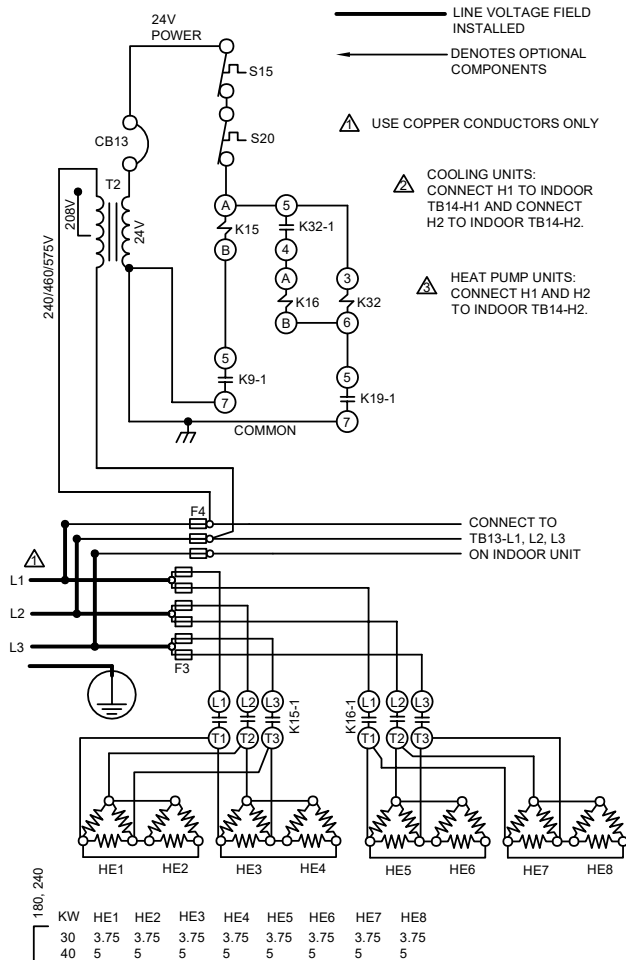 24V
POWER
S15
S20
CB13
T2
208V
24V
240/460/575V
A
K15
B
5
K32-1
4
A
K16
B
3
K32
6
5
K9-1
7
5
K19-1
7
COMMON
LINE VOLTAGE FIELD
INSTALLED
DENOTES OPTIONAL
COMPONENTS
1 USE COPPER CONDUCTORS ONLY
2 COOLING UNITS:
CONNECT H1 TO INDOOR
TB14-H1 AND CONNECT
H2 TO INDOOR TB14-H2.
3 HEAT PUMP UNITS:
CONNECT H1 AND H2
TO INDOOR TB14-H2.
F4
CONNECT TO
TB13-L1, L2, L3
ON INDOOR UNIT
1
L1
L2
L3
F3
L1 L2 L3
K15-1
T1 T2 T3
L1 L2 L3
K16-1
T1 T2 T3
HE1 HE2 HE3 HE4 HE5 HE6 HE7 HE8
180, 240
KW HE1 HE2 HE3 HE4 HE5 HE6 HE7 HE8
30 3.75 3.75 3.75 3.75 3.75 3.75 3.75 3.75
40 5 5 5 5 5 5 5 5